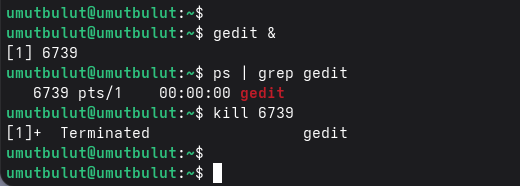 umutbulut@umutbulut:~$
umutbulut@umutbulut:~$ gedit &
[1] 6739
umutbulut@umutbulut:~$ ps | grep gedit
   6739 pts/1    00:00:00 gedit
umutbulut@umutbulut:~$ kill 6739
[1]+  Terminated                 gedit
umutbulut@umutbulut:~$
umutbulut@umutbulut:~$